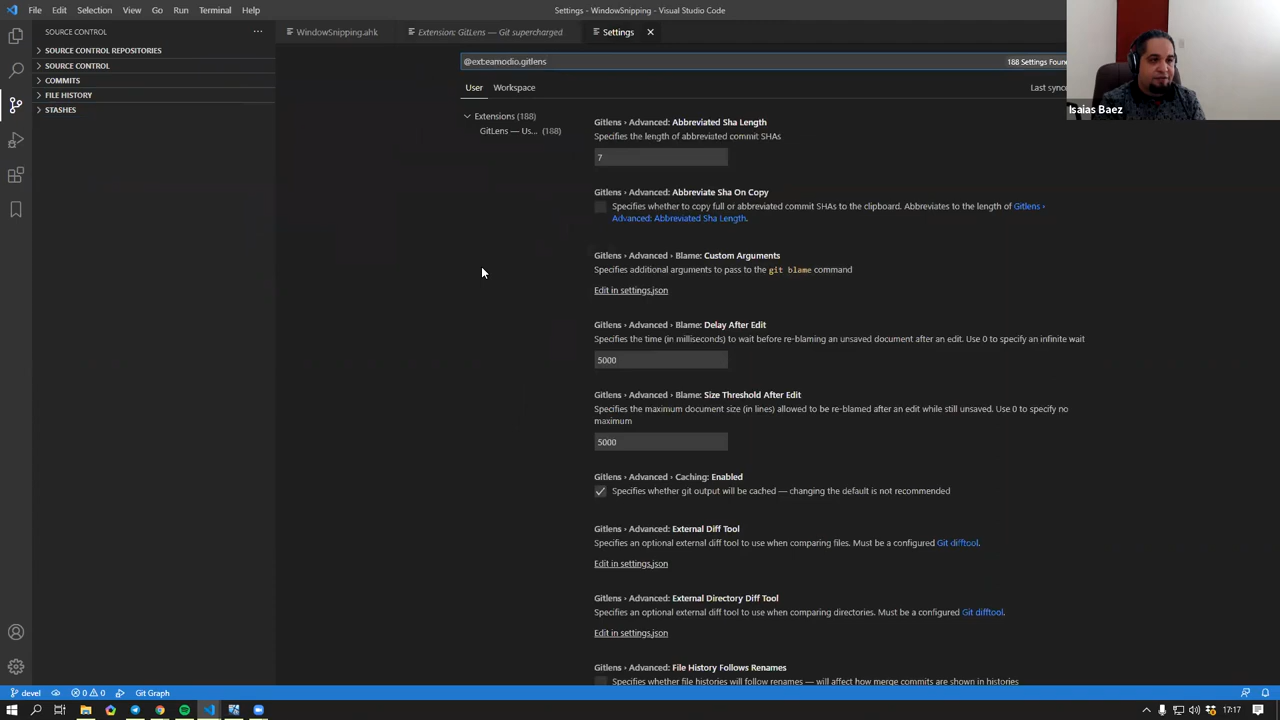 File Edit Selection View Go Run Terminal Help
Settings - WindowSnipping - Visual Studio Code
SOURCE CONTROL
WindowSnipping.ahk
Extension: GitLens — Git supercharged
Settings
SOURCE CONTROL REPOSITORIES
SOURCE CONTROL
COMMITS
FILE HISTORY
STASHES
@ext:eamodio.gitlens
188 Settings Foun
User Workspace
Last sync
Isaias Baez
Extensions (188)
GitLens — Us... (188)
Gitlens › Advanced: Abbreviated Sha Length
Specifies the length of abbreviated commit SHAs
7
Gitlens › Advanced: Abbreviate Sha On Copy
Specifies whether to copy full or abbreviated commit SHAs to the clipboard. Abbreviates to the length of Gitlens ›
Advanced: Abbreviated Sha Length.
Gitlens › Advanced › Blame: Custom Arguments
Specifies additional arguments to pass to the git blame command
Edit in settings.json
Gitlens › Advanced › Blame: Delay After Edit
Specifies the time (in milliseconds) to wait before re-blaming an unsaved document after an edit. Use 0 to specify an infinite wait
5000
Gitlens › Advanced › Blame: Size Threshold After Edit
Specifies the maximum document size (in lines) allowed to be re-blamed after an edit while still unsaved. Use 0 to specify no
maximum
5000
Gitlens › Advanced › Caching: Enabled
Specifies whether git output will be cached — changing the default is not recommended
Gitlens › Advanced: External Diff Tool
Specifies an optional external diff tool to use when comparing files. Must be a configured Git difftool.
Edit in settings.json
Gitlens › Advanced: External Directory Diff Tool
Specifies an optional external diff tool to use when comparing directories. Must be a configured Git difftool.
Edit in settings.json
Gitlens › Advanced: File History Follows Renames
Specifies whether file histories will follow renames — will affect how merge commits are shown in histories
devel 0 0 Git Graph
17:17